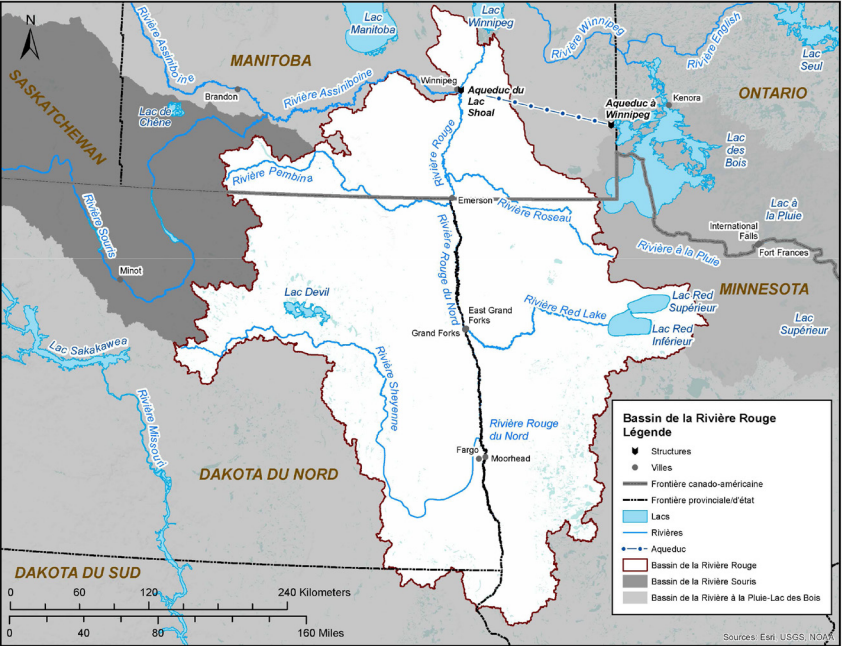 N
Lac
Manitoba
Lac
Winnipeg
Rivière Winnipeg
Rivière English
Lac
Seul
Rivière Assiniboine
MANITOBA
SASKATCHEWAN
Brandon
Rivière Assiniboine
Winnipeg
Aqueduc du
Lac
Shoal
Aqueduc à
Winnipeg
Kenora
ONTARIO
Lac de
Chêne
Lac
des
Bois
Rivière Rouge
Rivière Pembina
Emerson
Rivière Roseau
Lac à
la Pluie
International
Falls
Fort Frances
Rivière à la Pluie
Rivière Souris
Minot
Rivière Rouge du Nord
Lac Devil
MINNESOTA
Rivière Red Lake
Lac Red
Supérieur
Lac Red
Inférieur
Lac
Supérieur
East Grand
Forks
Grand Forks
Lac Sakakawea
Rivière Missouri
Rivière Sheyenne
Rivière Rouge
du Nord
Fargo
Moorhead
DAKOTA DU NORD
DAKOTA DU SUD
Bassin de la Rivière Rouge
Légende
Structures
Villes
Frontière canado-américaine
Frontière provinciale/d'état
Lacs
Rivières
Aqueduc
Bassin de la Rivière Rouge
Bassin de la Rivière Souris
Bassin de la Rivière à la Pluie-Lac des Bois
0 60 120 240 Kilometers
0 40 80 160 Miles
Sources: Esri, USGS, NOAA